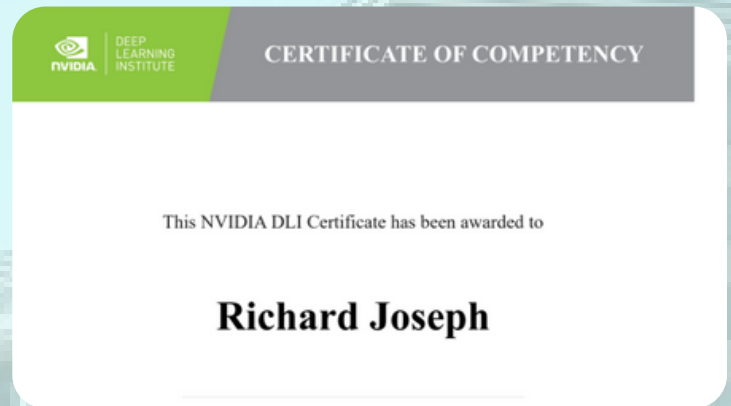 NVIDIA
DEEP
LEARNING
INSTITUTE
CERTIFICATE OF COMPETENCY
This NVIDIA DLI Certificate has been awarded to
Richard Joseph